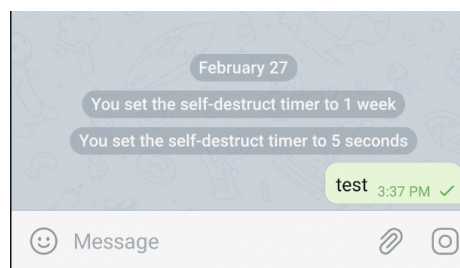 February 27
You set the self-destruct timer to 1 week
You set the self-destruct timer to 5 seconds
test 3:37 PM
Message